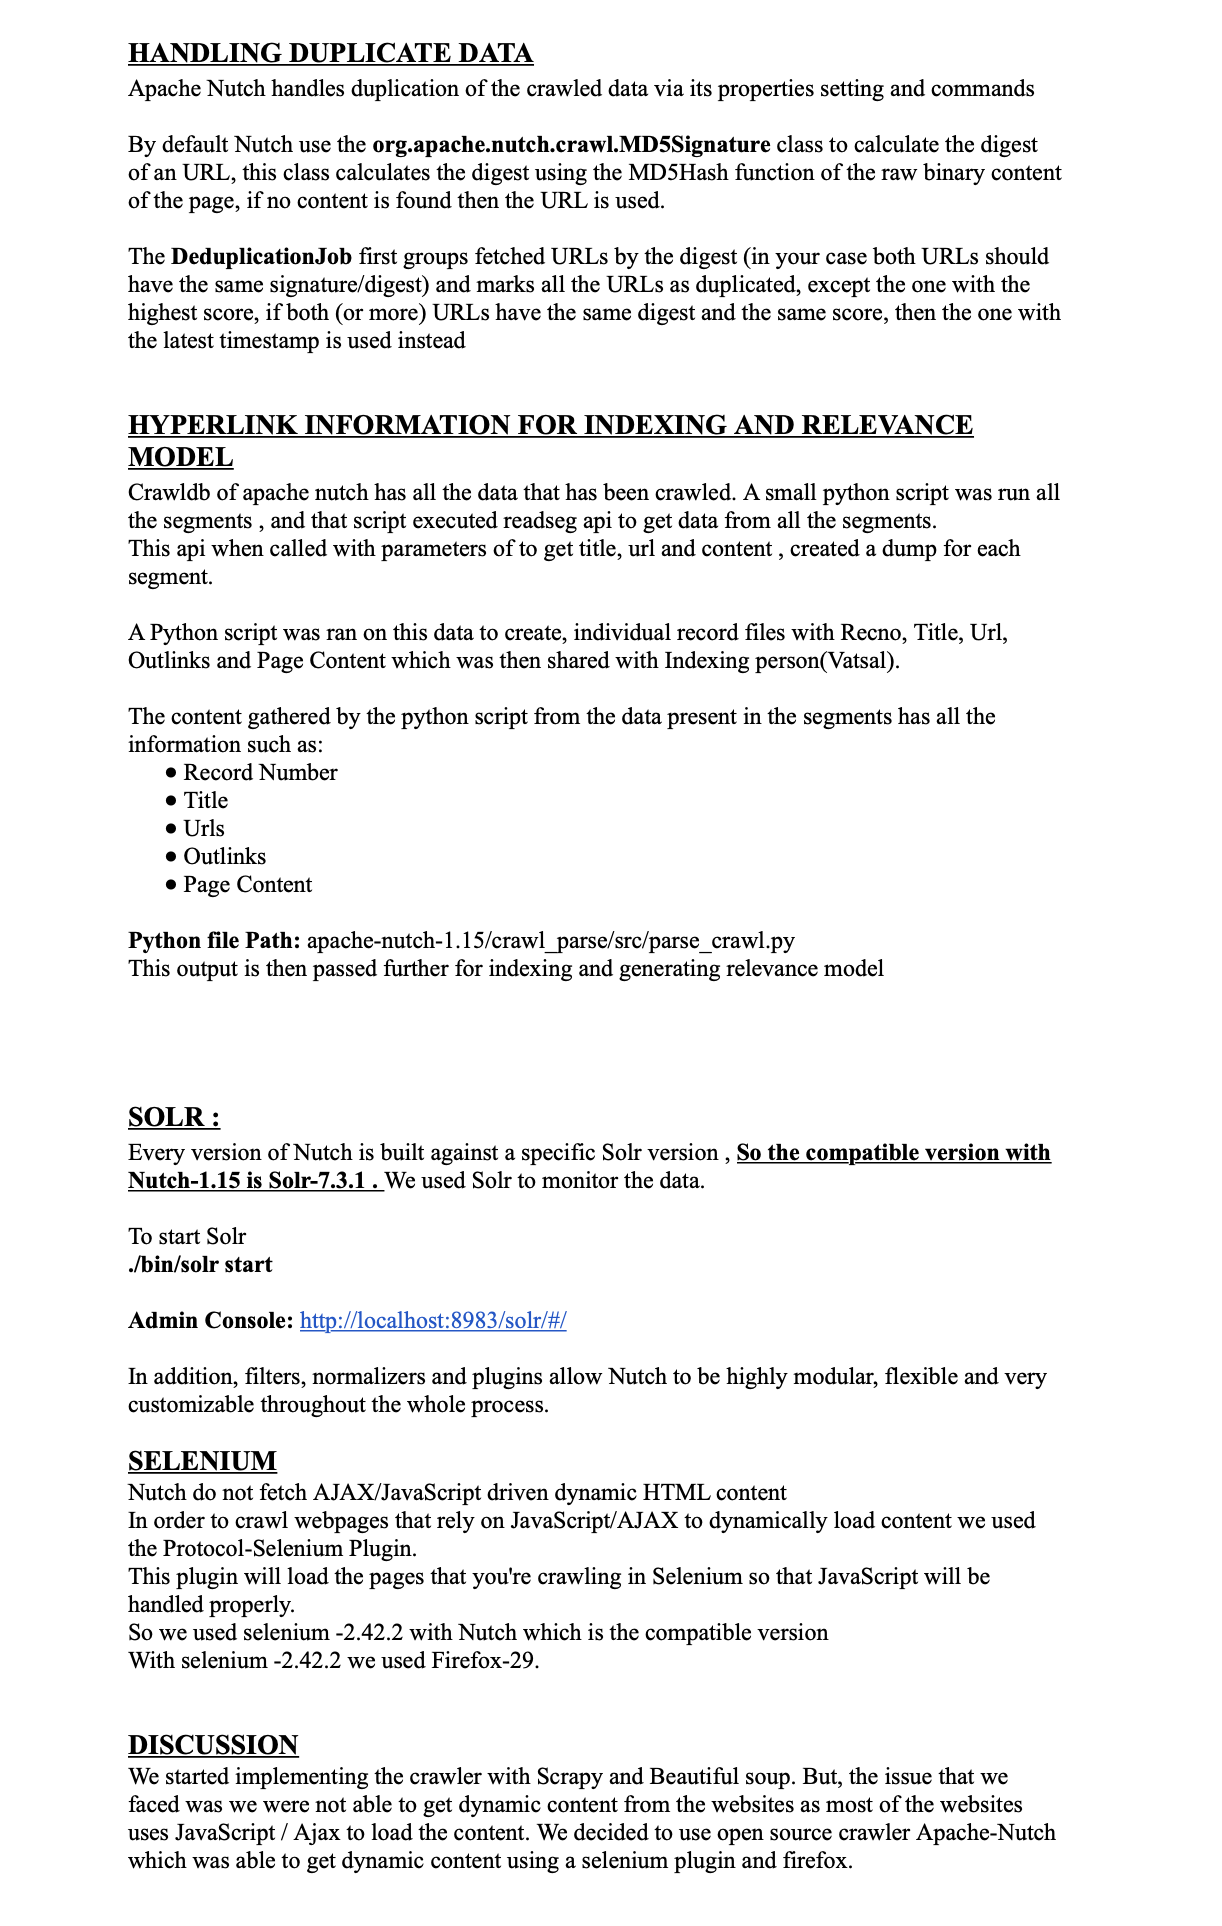 HANDLING DUPLICATE DATA
Apache Nutch handles duplication of the crawled data via its properties setting and commands
By default Nutch use the org.apache.nutch.crawl.MD5Signature class to calculate the digest
of an URL, this class calculates the digest using the MD5Hash function of the raw binary content
of the page, if no content is found then the URL is used.
The DeduplicationJob first groups fetched URLs by the digest (in your case both URLs should
have the same signature/digest) and marks all the URLs as duplicated, except the one with the
highest score, if both (or more) URLs have the same digest and the same score, then the one with
the latest timestamp is used instead
HYPERLINK INFORMATION FOR INDEXING AND RELEVANCE
MODEL
Crawldb of apache nutch has all the data that has been crawled. A small python script was run all
the segments , and that script executed readseg api to get data from all the segments.
This api when called with parameters of to get title, url and content , created a dump for each
segment.
A Python script was ran on this data to create, individual record files with Recno, Title, Url,
Outlinks and Page Content which was then shared with Indexing person(Vatsal).
The content gathered by the python script from the data present in the segments has all the
information such as:
● Record Number
● Title
● Urls
● Outlinks
● Page Content
Python file Path: apache-nutch-1.15/crawl_parse/src/parse_crawl.py
This output is then passed further for indexing and generating relevance model
SOLR :
Every version of Nutch is built against a specific Solr version , So the compatible version with
Nutch-1.15 is Solr-7.3.1 . We used Solr to monitor the data.
To start Solr
./bin/solr start
Admin Console: http://localhost:8983/solr/#/
In addition, filters, normalizers and plugins allow Nutch to be highly modular, flexible and very
customizable throughout the whole process.
SELENIUM
Nutch do not fetch AJAX/JavaScript driven dynamic HTML content
In order to crawl webpages that rely on JavaScript/AJAX to dynamically load content we used
the Protocol-Selenium Plugin.
This plugin will load the pages that you're crawling in Selenium so that JavaScript will be
handled properly.
So we used selenium -2.42.2 with Nutch which is the compatible version
With selenium -2.42.2 we used Firefox-29.
DISCUSSION
We started implementing the crawler with Scrapy and Beautiful soup. But, the issue that we
faced was we were not able to get dynamic content from the websites as most of the websites
uses JavaScript / Ajax to load the content. We decided to use open source crawler Apache-Nutch
which was able to get dynamic content using a selenium plugin and firefox.